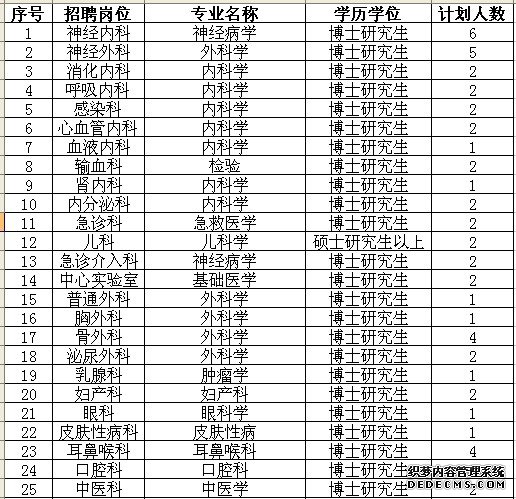 序号 招聘岗位 专业名称 学历学位 计划人数
1 神经内科 神经病学 博士研究生 6
2 神经外科 外科学 博士研究生 5
3 消化内科 内科学 博士研究生 2
4 呼吸内科 内科学 博士研究生 2
5 感染科 内科学 博士研究生 2
6 心血管内科 内科学 博士研究生 2
7 血液内科 内科学 博士研究生 1
8 输血科 检验 博士研究生 2
9 肾内科 内科学 博士研究生 1
10 内分泌科 内科学 博士研究生 2
11 急诊科 急救医学 博士研究生 2
12 儿科 儿科学 硕士研究生以上 2
13 急诊介入科 神经病学 博士研究生 2
14 中心实验室 基础医学 博士研究生 2
15 普通外科 外科学 博士研究生 1
16 胸外科 外科学 博士研究生 1
17 骨外科 外科学 博士研究生 4
18 泌尿外科 外科学 博士研究生 2
19 乳腺科 肿瘤学 博士研究生 1
20 妇产科 妇产科 博士研究生 2
21 眼科 眼科学 博士研究生 1
22 皮肤性病科 皮肤性病 博士研究生 1
23 耳鼻喉科 耳鼻喉科 博士研究生 4
24 口腔科 口腔科 博士研究生
25 中医科 中医学 博士研究生 2
织梦内容管理系统
DEDECMS.COM